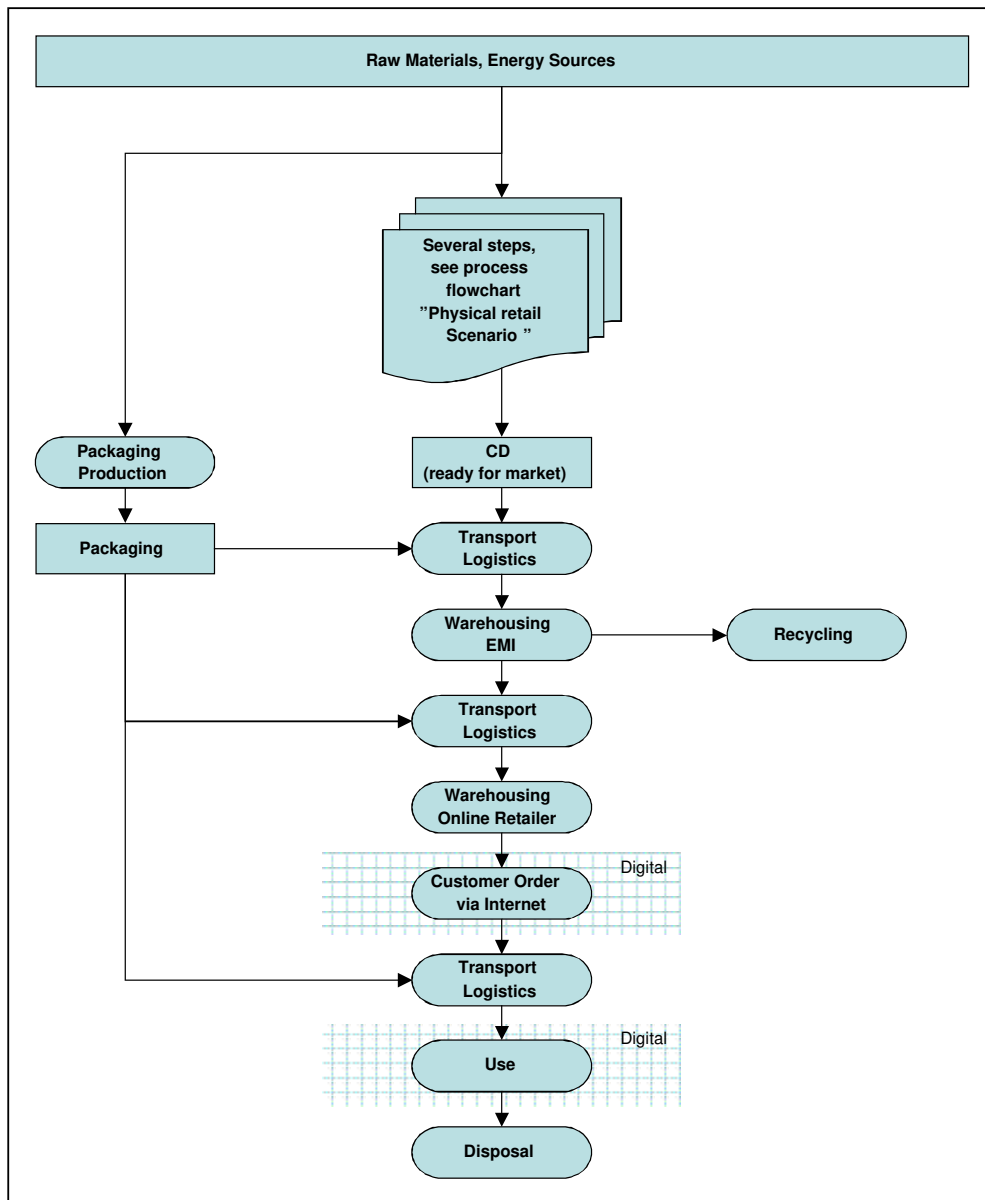 Raw Materials, Energy Sources
Several steps,
see process
flowchart
”Physical retail
Scenario ”
Packaging
Production
CD
(ready for market)
Packaging
Transport
Logistics
Warehousing
EMI
Recycling
Transport
Logistics
Warehousing
Online Retailer
Digital
Customer Order
via Internet
Transport
Logistics
Digital
Use
Disposal